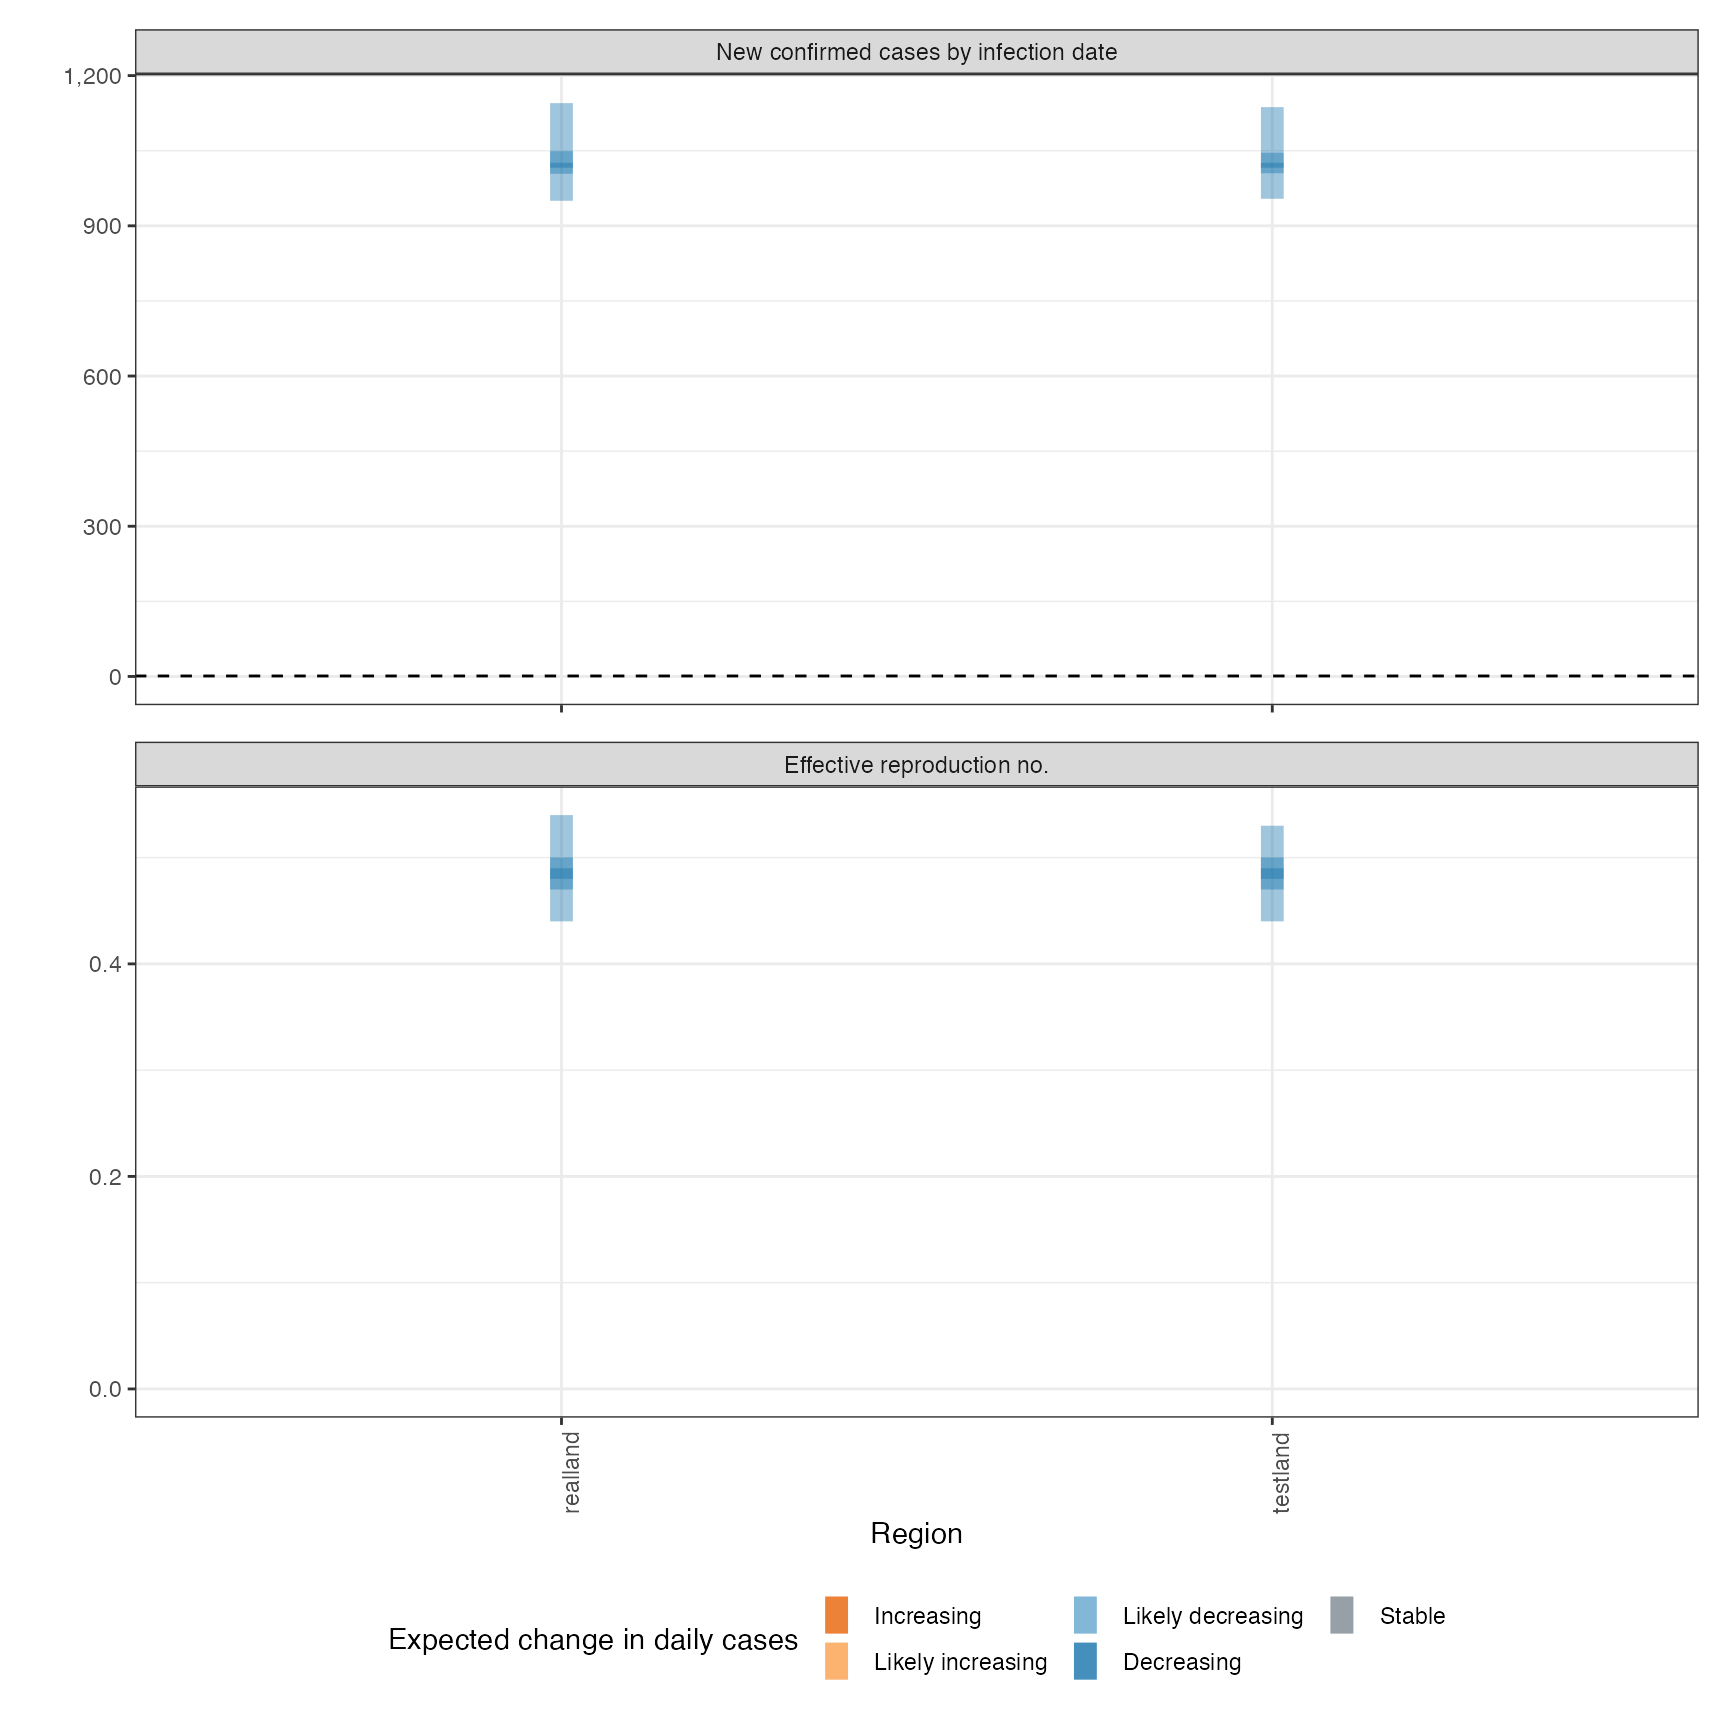 New confirmed cases by infection date
1,200
900
600
300
0
Effective reproduction no.
0.4
0.2
0.0
realland
testland
Region
Expected change in daily cases
Increasing
Likely increasing
Likely decreasing
Decreasing
Stable